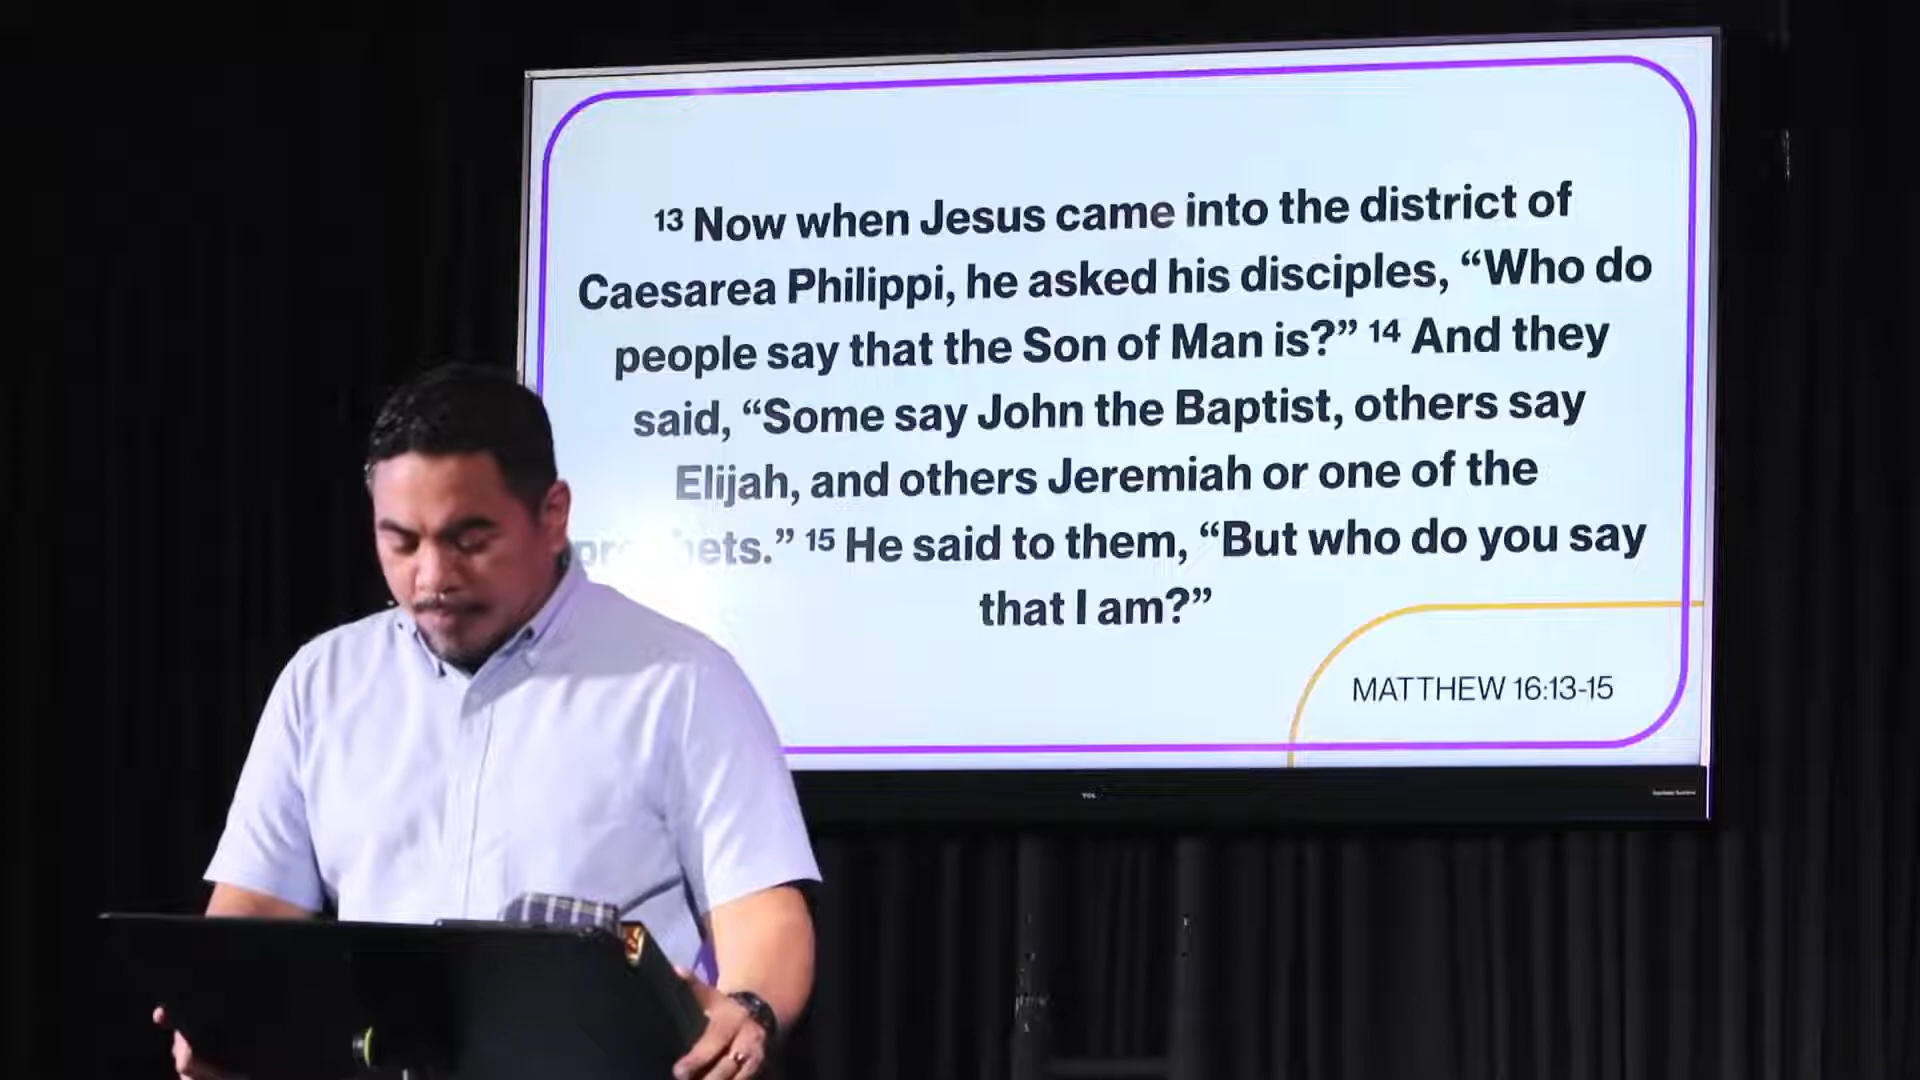 13 Now when Jesus came into the district of
Caesarea Philippi, he asked his disciples, “Who do
people say that the Son of Man is?” 14 And they
said, “Some say John the Baptist, others say
Elijah, and others Jeremiah or one of the
prophets.” 15 He said to them, “But who do you say
that I am?”
MATTHEW 16:13-15
TCL